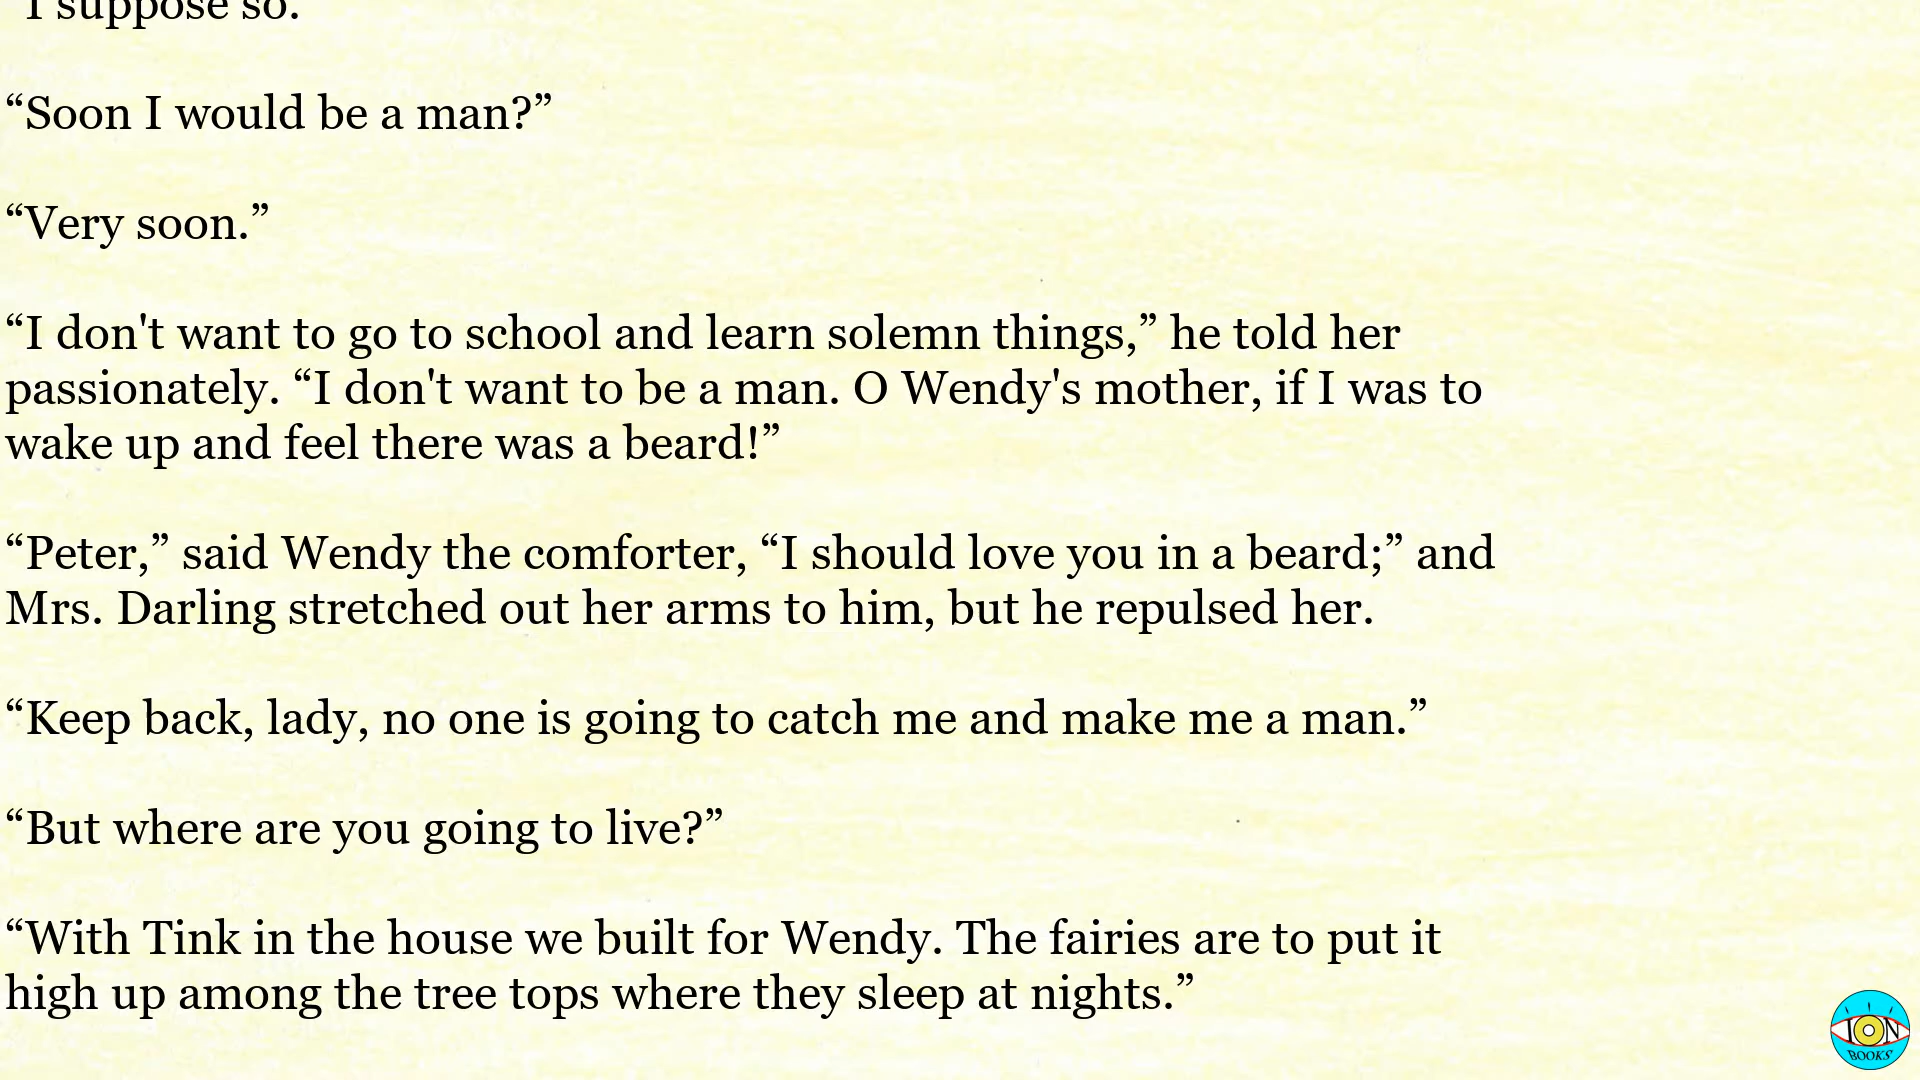 “I suppose so.”
“Soon I would be a man?”
“Very soon.”
“I don't want to go to school and learn solemn things,” he told her
passionately. “I don't want to be a man. O Wendy's mother, if I was to
wake up and feel there was a beard!”
“Peter,” said Wendy the comforter, “I should love you in a beard;” and
Mrs. Darling stretched out her arms to him, but he repulsed her.
“Keep back, lady, no one is going to catch me and make me a man.”
“But where are you going to live?”
“With Tink in the house we built for Wendy. The fairies are to put it
high up among the tree tops where they sleep at nights.”
ION
BOOKS